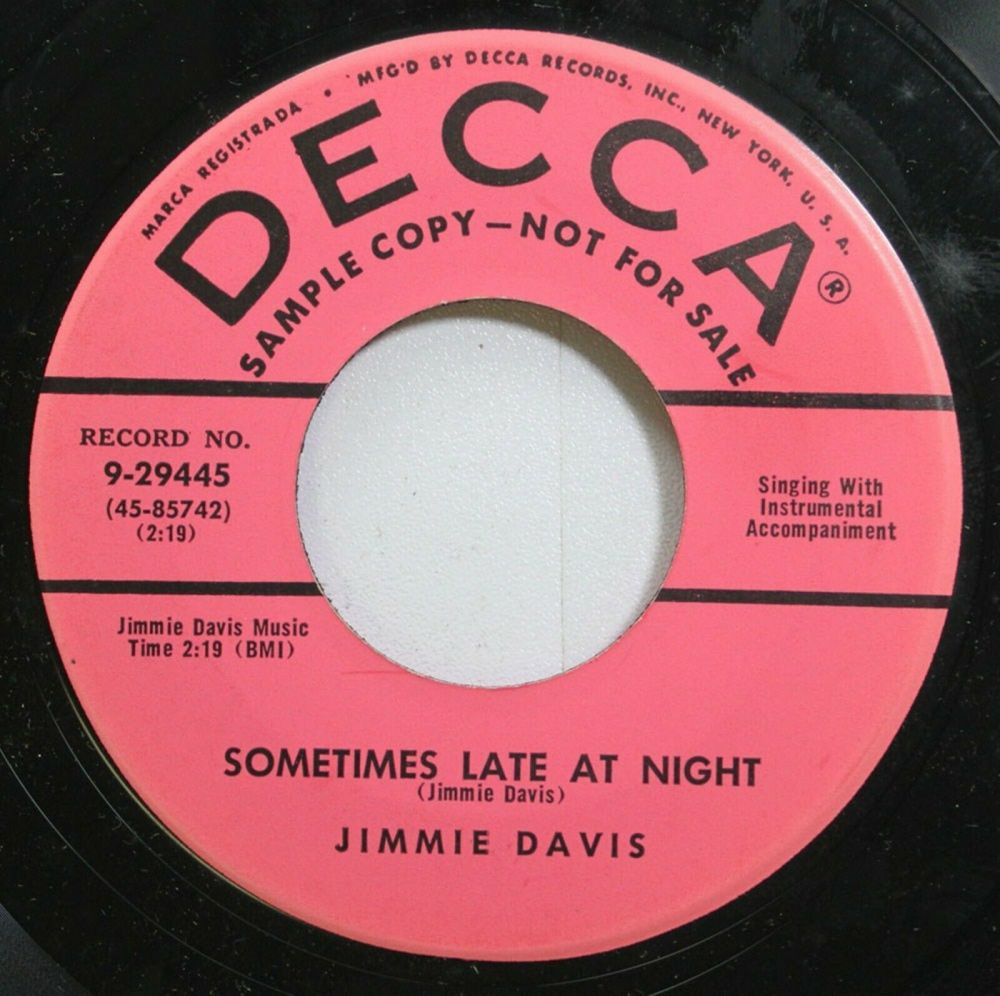 MARCA REGISTRADA • MFG'D BY DECCA RECORDS, INC., NEW YORK, U. S. A.
DECCA®
SAMPLE COPY—NOT FOR SALE
RECORD NO.
9-29445
(45-85742)
(2:19)
Singing With
Instrumental
Accompaniment
Jimmie Davis Music
Time 2:19 (BMI)
SOMETIMES LATE AT NIGHT
(Jimmie Davis)
JIMMIE DAVIS